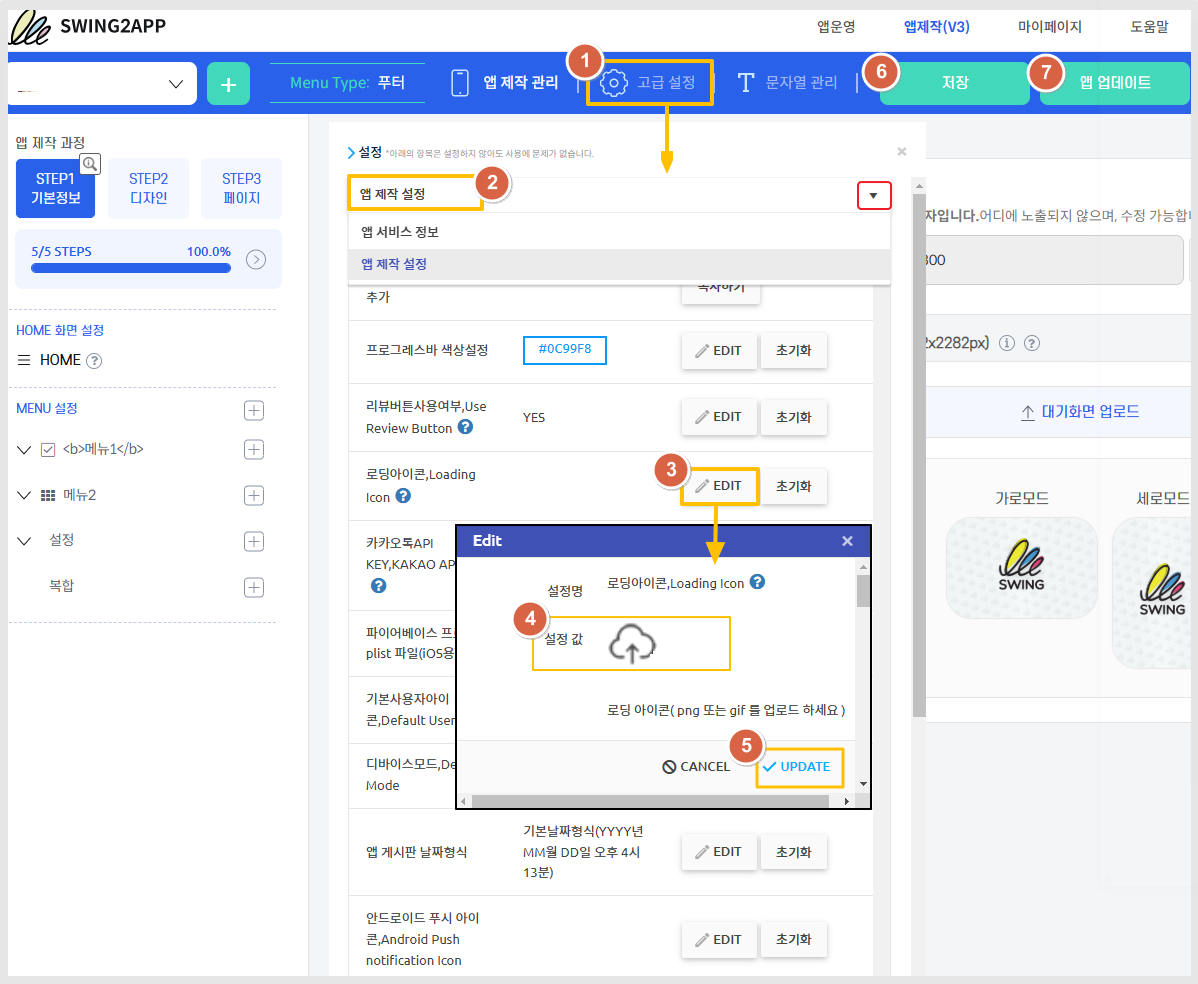 SWING2APP
앱운영
앱제작(V3)
마이페이지
도움말
+
Menu Type: 푸터
앱 제작 관리
1
고급 설정
문자열 관리
6
저장
7
앱 업데이트
앱 제작 과정
STEP1
기본정보
STEP2
디자인
STEP3
페이지
5/5 STEPS
100.0%
HOME 화면 설정
HOME
MENU 설정
<b>메뉴1</b>
메뉴2
설정
복합
설정 *아래의 항목은 설정하지 않아도 사용에 문제가 없습니다.
앱 제작 설정
2
앱 서비스 정보
앱 제작 설정
추가
프로그레스바 색상설정
#0C99F8
EDIT
초기화
리뷰버튼사용여부,Use
Review Button
YES
EDIT
초기화
로딩아이콘,Loading
Icon
3
EDIT
초기화
카카오톡API
KEY,KAKAO AP
파이어베이스 프
plist 파일(iOS용
기본사용자아이
콘,Default User
디바이스모드,De
Mode
Edit
설정명
로딩아이콘,Loading Icon
4
설정 값
로딩 아이콘( png 또는 gif 를 업로드 하세요 )
5
CANCEL
UPDATE
앱 게시판 날짜형식
기본날짜형식(YYYY년
MM월 DD일 오후 4시
13분)
EDIT
초기화
안드로이드 푸시 아이
콘,Android Push
notification Icon
EDIT
초기화
자입니다.어디에 노출되지 않으며, 수정 가능합니
300
2x2282px)
대기화면 업로드
가로모드
세로모드
SWING
SWING